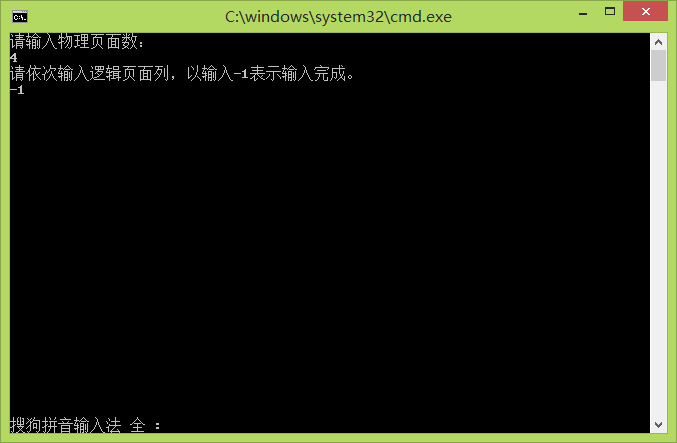 C:\windows\system32\cmd.exe
请输入物理页面数：
4
请依次输入逻辑页面列，以输入-1表示输入完成。
-1
搜狗拼音输入法 全 ：